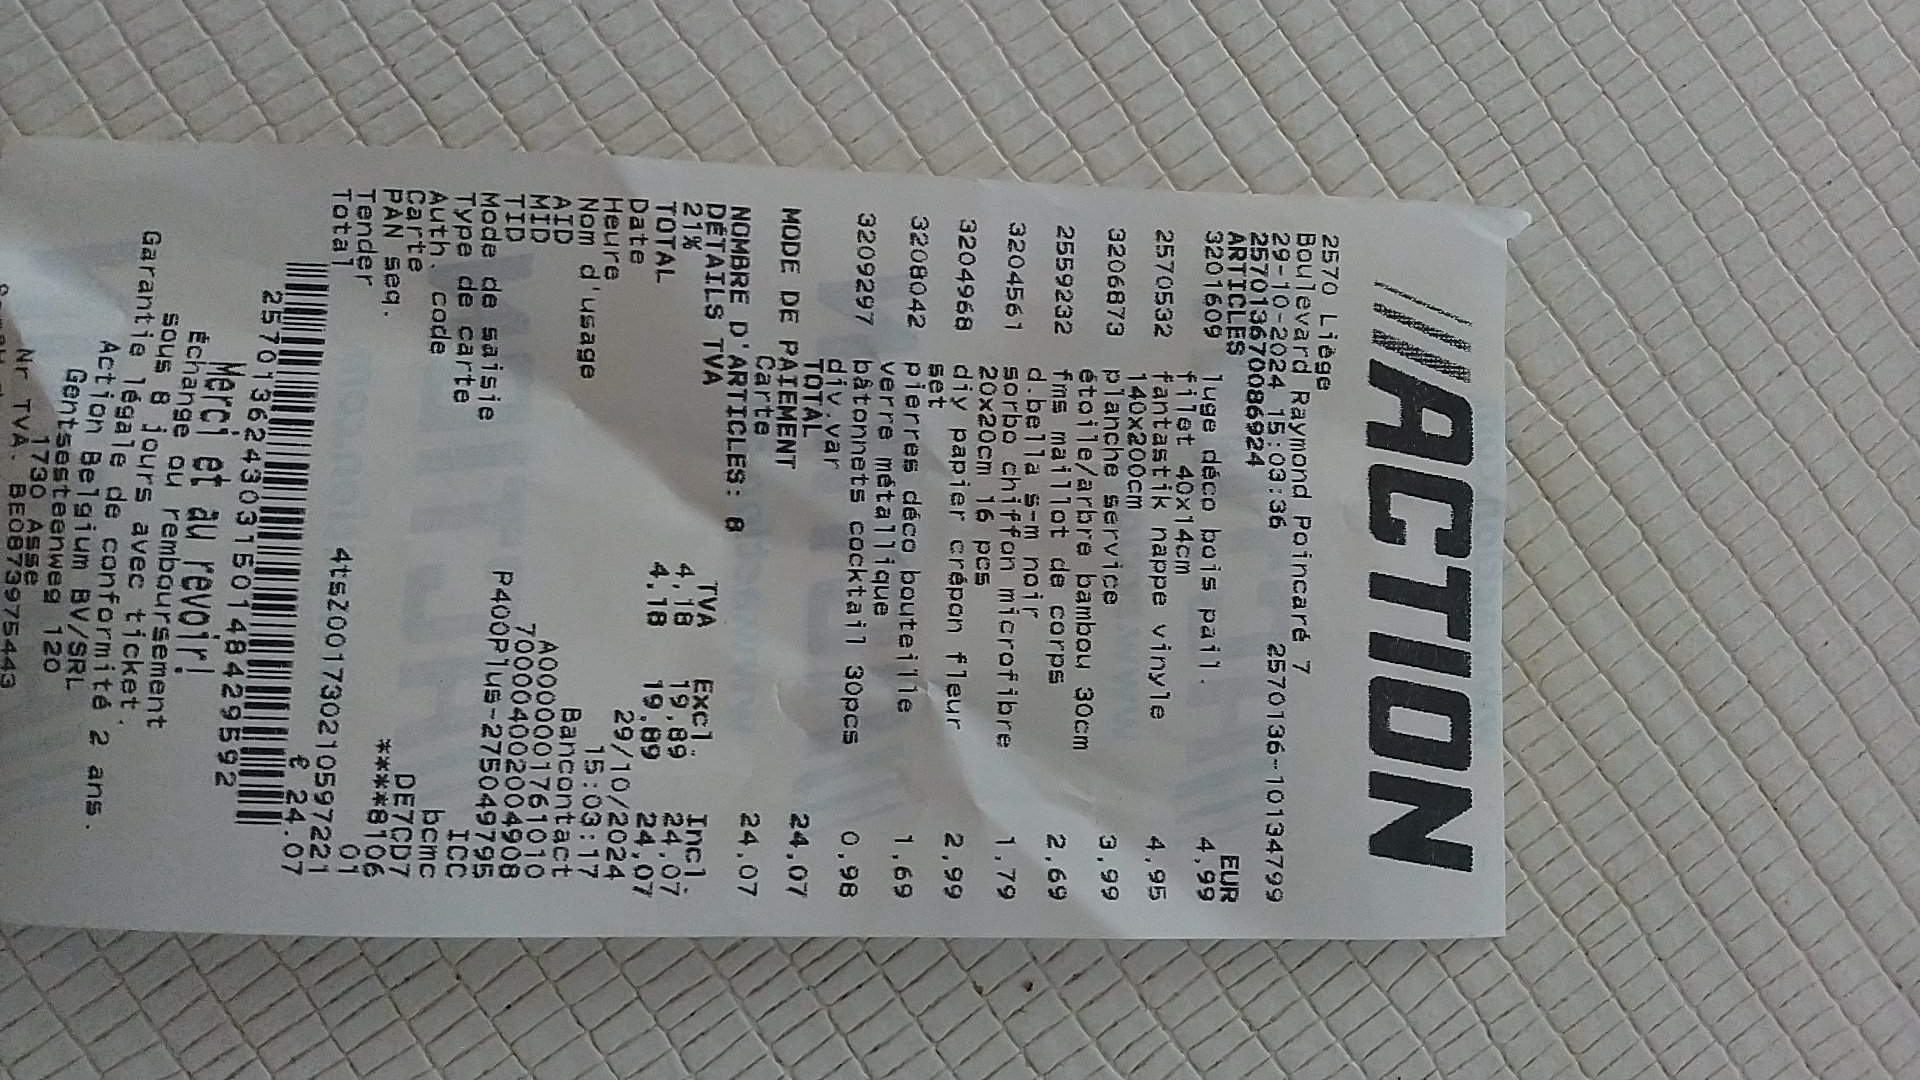 ACTION
2570 Liège
Boulevard Raymond Poincaré 7
29-10-2024 15:03:36 2570136-10134799
257013670086924
ARTICLES EUR
3201609 luge déco bois pail. 4,99
filet 40x14cm
2570532 fantastik nappe vinyle 4,95
140x200cm
3206873 planche service 3,99
étoile/arbre bambou 30cm
2559232 fms maillot de corps 2,69
d.bella s-m noir
3204561 sorbo chiffon microfibre 1,79
20x20cm 16 pcs
3204968 diy papier crépon fleur 2,99
set
3208042 pierres déco bouteille 1,69
verre métallique
3209297 bâtonnets cocktail 30pcs 0,98
div.var
TOTAL 24,07
MODE DE PAIEMENT
Carte 24,07
NOMBRE D'ARTICLES: 8
DÉTAILS TVA TVA Excl. Incl.
21% 4,18 19,89 24,07
TOTAL 4,18 19,89 24,07
Date 29/10/2024
Heure 15:03:17
Nom d'usage Bancontact
AID A0000001761010
MID 700004002004908
TID P400Plus-275049795
Mode de saisie ICC
Type de carte bcmc
Auth. code DE7CD7
Carte ****8106
PAN seq. 01
Tender 4tsZ001730210597221
Total € 24.07
2570136243031501484295​92
Merci et au revoir!
Échange ou remboursement
sous 8 jours avec ticket.
Garantie légale de conformité 2 ans.
Action Belgium BV/SRL
Gentsesteenweg 120
1730 Asse
Nr TVA. BE0873975443